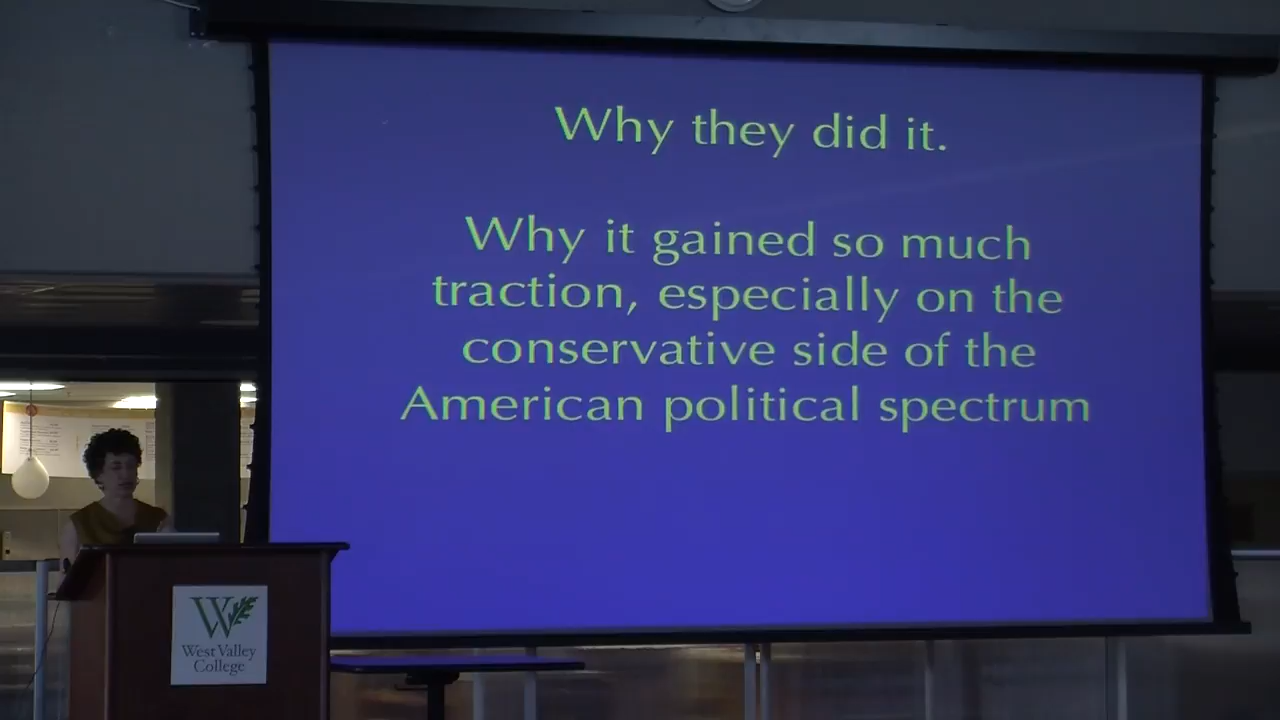 Why they did it.
Why it gained so much
traction, especially on the
conservative side of the
American political spectrum
W
West Valley
College